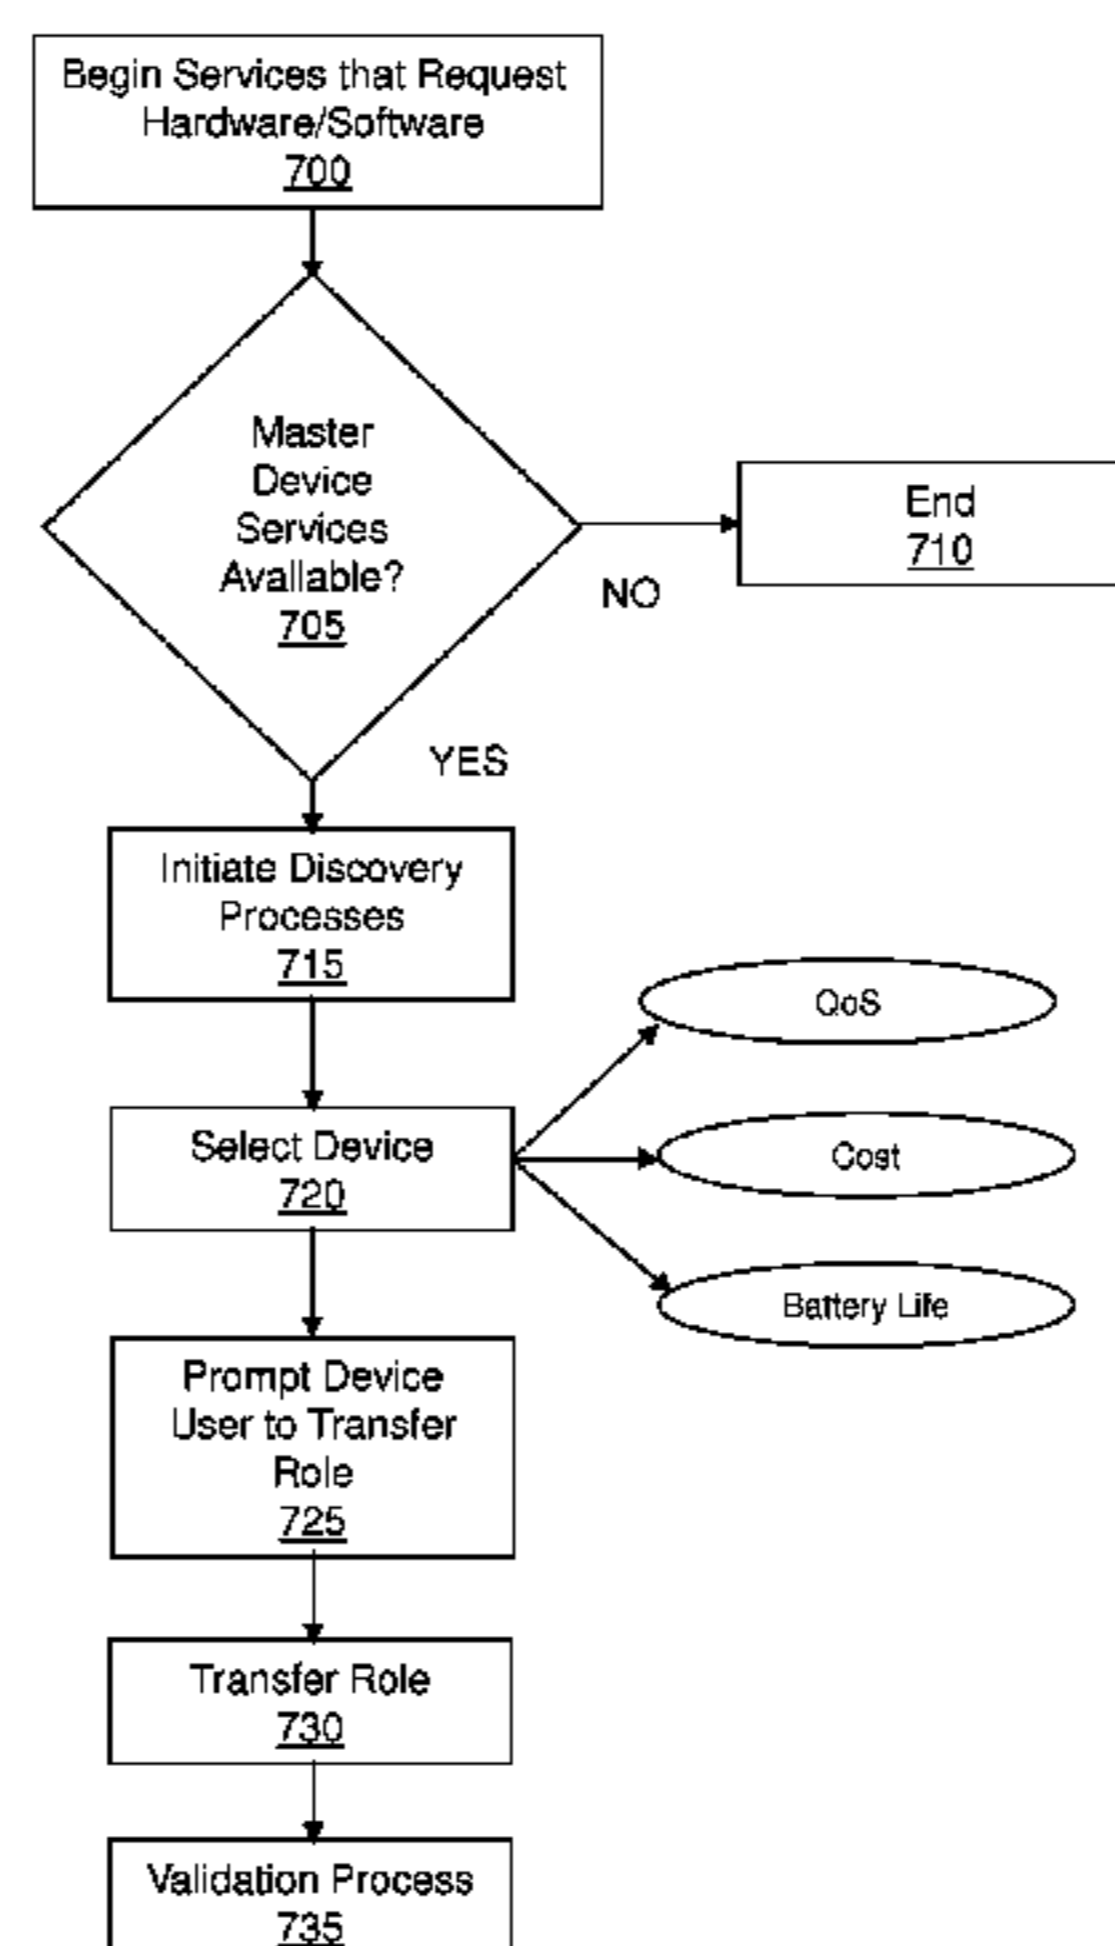 Begin Services that Request
Hardware/Software
700
Master
Device
Services
Available?
705
NO
End
710
YES
Initiate Discovery
Processes
715
QoS
Select Device
720
Cost
Battery Life
Prompt Device
User to Transfer
Role
725
Transfer Role
730
Validation Process
735